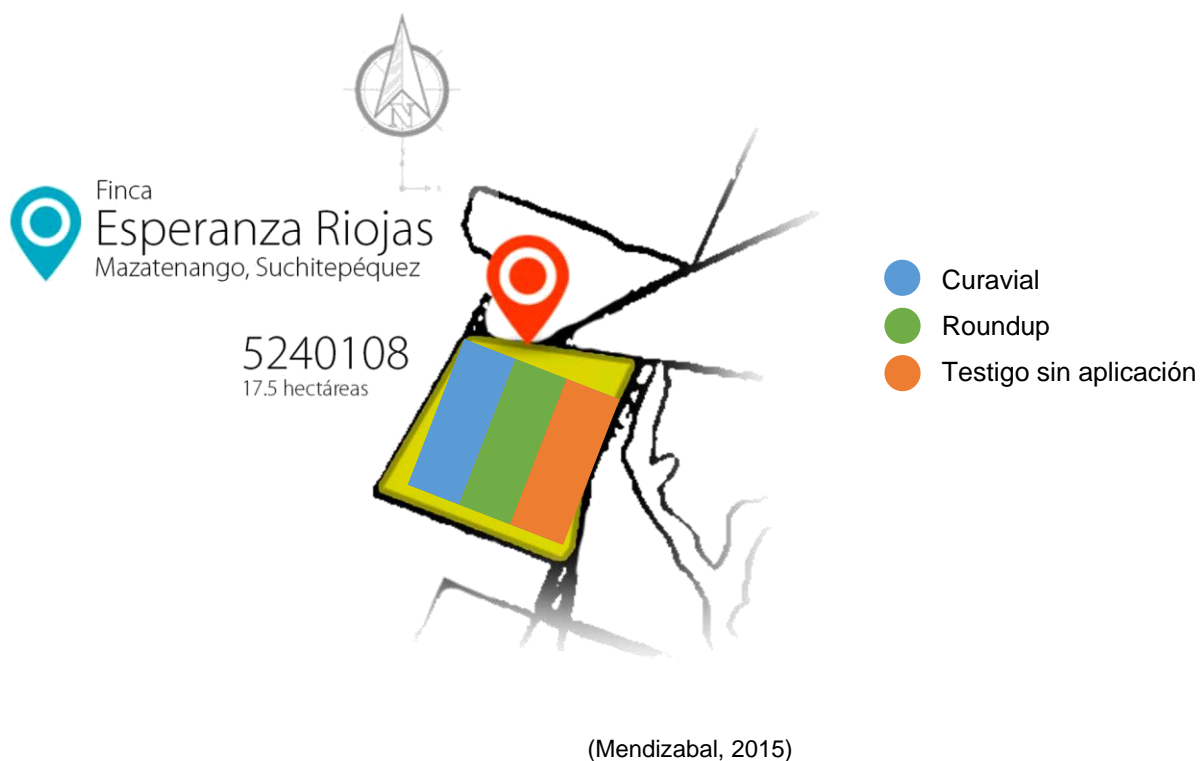 N
Finca
Esperanza Riojas
Mazatenango, Suchitepéquez
5240108
17.5 hectáreas
Curavial
Roundup
Testigo sin aplicación
(Mendizabal, 2015)